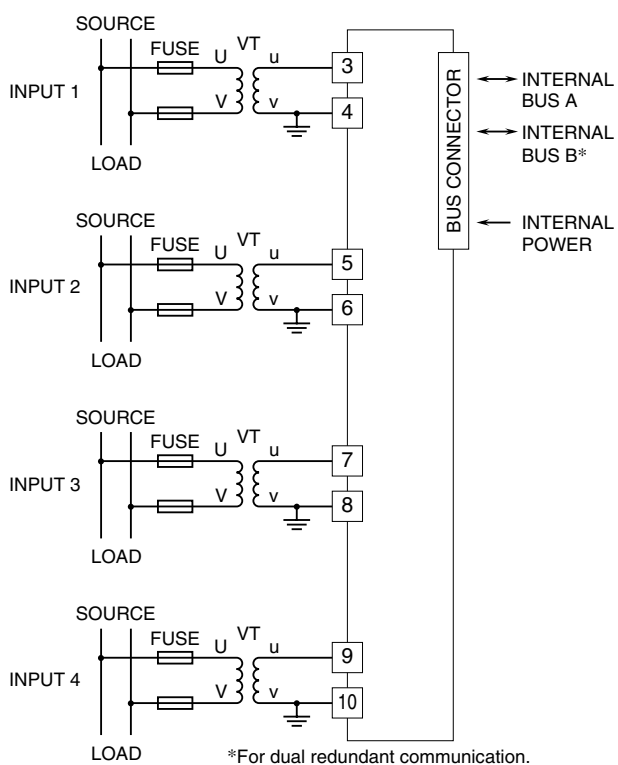 SOURCE
FUSE
VT
U
u
3
INPUT 1
V
v
4
LOAD
BUS CONNECTOR
INTERNAL
BUS A
INTERNAL
BUS B*
INTERNAL
POWER
SOURCE
FUSE
VT
U
u
5
INPUT 2
V
v
6
LOAD
SOURCE
FUSE
VT
U
u
7
INPUT 3
V
v
8
LOAD
SOURCE
FUSE
VT
U
u
9
INPUT 4
V
v
10
LOAD
*For dual redundant communication.